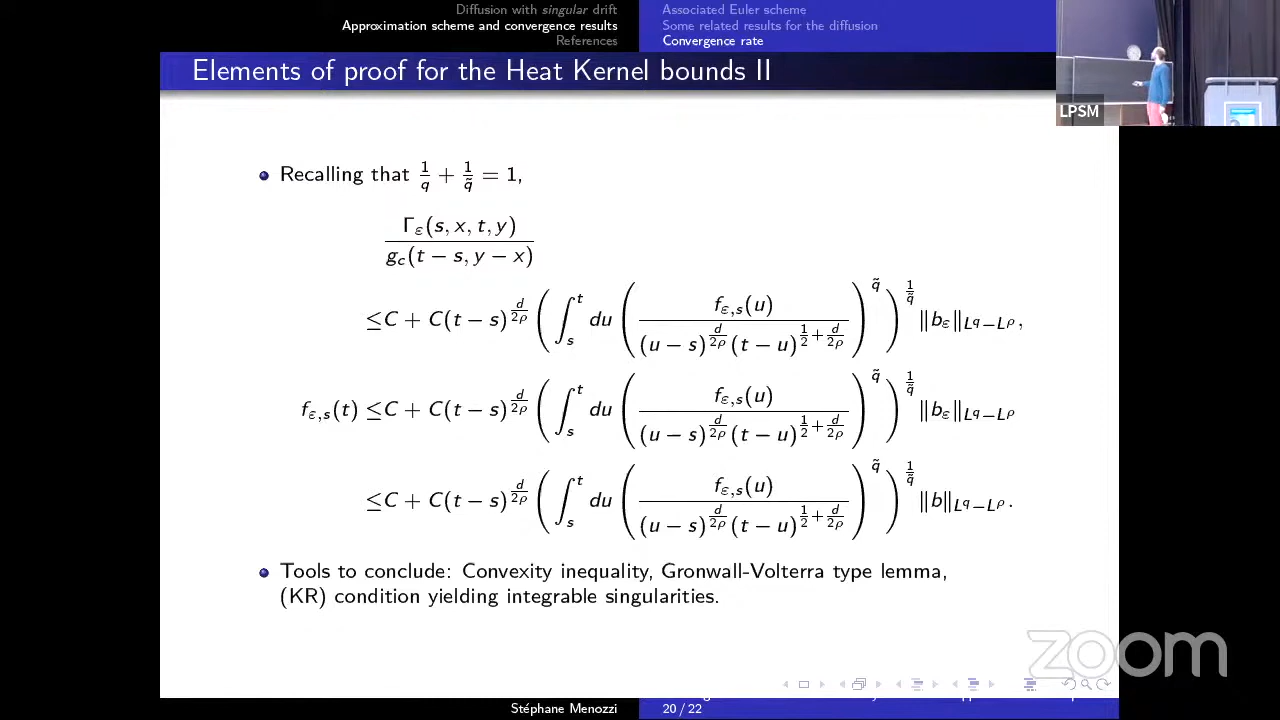 Diffusion with singular drift
Approximation scheme and convergence results
References
Associated Euler scheme
Some related results for the diffusion
Convergence rate
Elements of proof for the Heat Kernel bounds II
LPSM
Recalling that 1/q + 1/q̃ = 1,
Γ_ε(s, x, t, y) / g_c(t − s, y − x)
≤C + C(t − s)^{d/2ρ} ( ∫_s^t du ( f_{ε,s}(u) / (u − s)^{d/2ρ}(t − u)^{1/2+d/2ρ} )^{q̃} )^{1/q̃} ‖b_ε‖_{L^q−L^ρ},
f_{ε,s}(t) ≤C + C(t − s)^{d/2ρ} ( ∫_s^t du ( f_{ε,s}(u) / (u − s)^{d/2ρ}(t − u)^{1/2+d/2ρ} )^{q̃} )^{1/q̃} ‖b_ε‖_{L^q−L^ρ}
≤C + C(t − s)^{d/2ρ} ( ∫_s^t du ( f_{ε,s}(u) / (u − s)^{d/2ρ}(t − u)^{1/2+d/2ρ} )^{q̃} )^{1/q̃} ‖b‖_{L^q−L^ρ}.
Tools to conclude: Convexity inequality, Gronwall-Volterra type lemma,
(KR) condition yielding integrable singularities.
zoom
Stéphane Menozzi
20 / 22